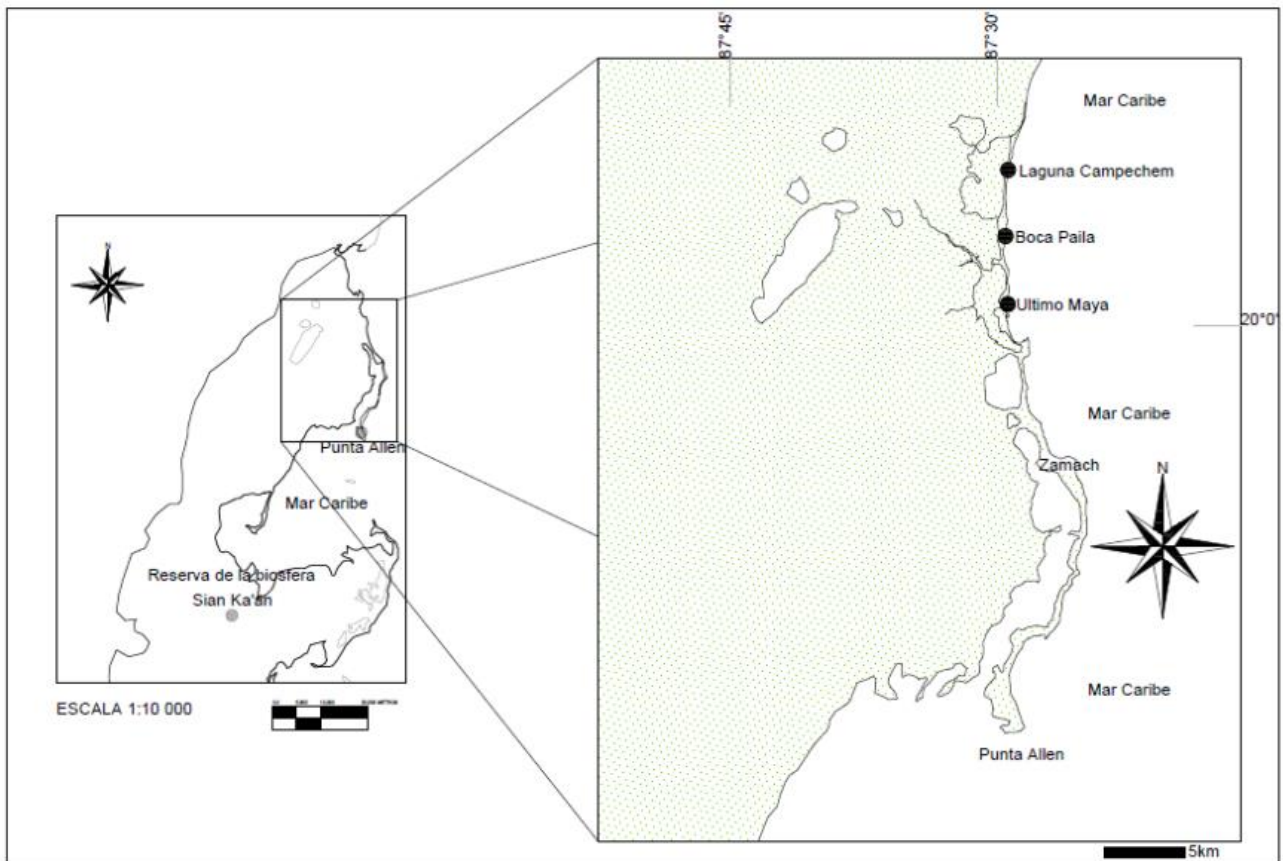 87°45'
87°30'
Mar Caribe
Laguna Campechem
Boca Paila
Ultimo Maya
20°0'
Mar Caribe
Zamach
N
Mar Caribe
Punta Allen
5km
N
Punta Allen
Mar Caribe
Reserva de la biosfera
Sian Ka'an
ESCALA 1:10 000